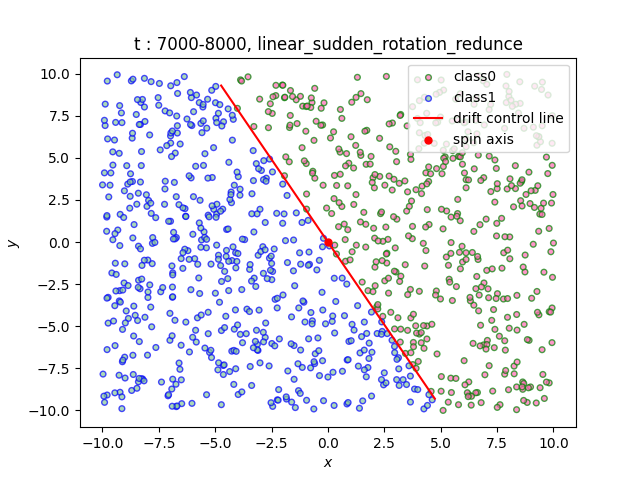 t : 7000-8000, linear_sudden_rotation_redunce
class0
class1
drift control line
spin axis
10.0
7.5
5.0
2.5
0.0
−2.5
−5.0
−7.5
−10.0
y
−10.0 −7.5 −5.0 −2.5 0.0 2.5 5.0 7.5 10.0
x